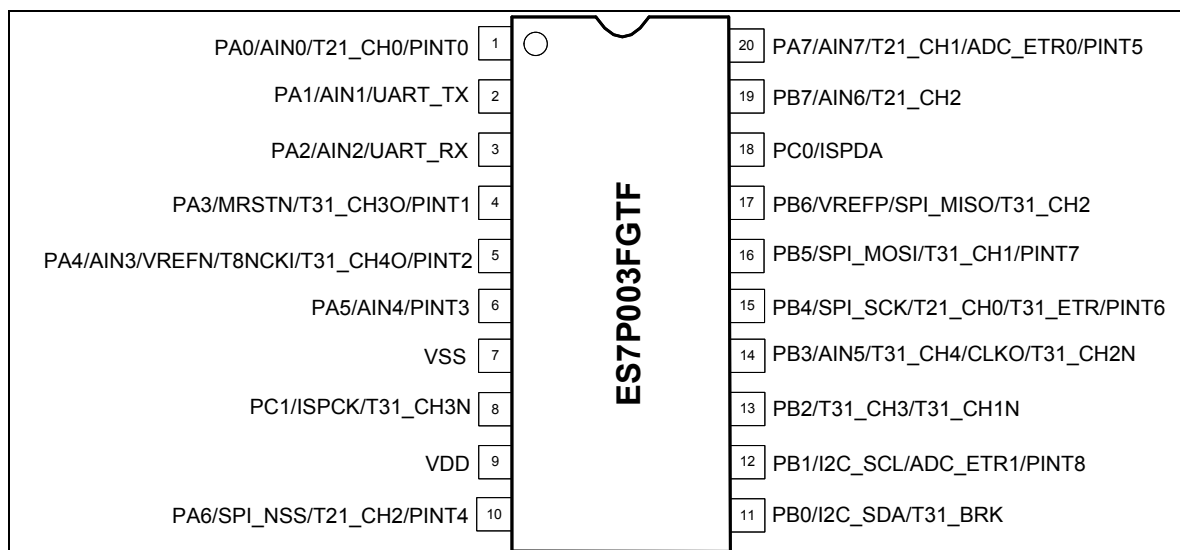 PA0/AIN0/T21_CH0/PINT0 1 20 PA7/AIN7/T21_CH1/ADC_ETR0/PINT5
PA1/AIN1/UART_TX 2 19 PB7/AIN6/T21_CH2
PA2/AIN2/UART_RX 3 18 PC0/ISPDA
PA3/MRSTN/T31_CH3O/PINT1 4 17 PB6/VREFP/SPI_MISO/T31_CH2
PA4/AIN3/VREFN/T8NCKI/T31_CH4O/PINT2 5 16 PB5/SPI_MOSI/T31_CH1/PINT7
PA5/AIN4/PINT3 6 15 PB4/SPI_SCK/T21_CH0/T31_ETR/PINT6
VSS 7 14 PB3/AIN5/T31_CH4/CLKO/T31_CH2N
PC1/ISPCK/T31_CH3N 8 13 PB2/T31_CH3/T31_CH1N
VDD 9 12 PB1/I2C_SCL/ADC_ETR1/PINT8
PA6/SPI_NSS/T21_CH2/PINT4 10 11 PB0/I2C_SDA/T31_BRK
ES7P003FGTF